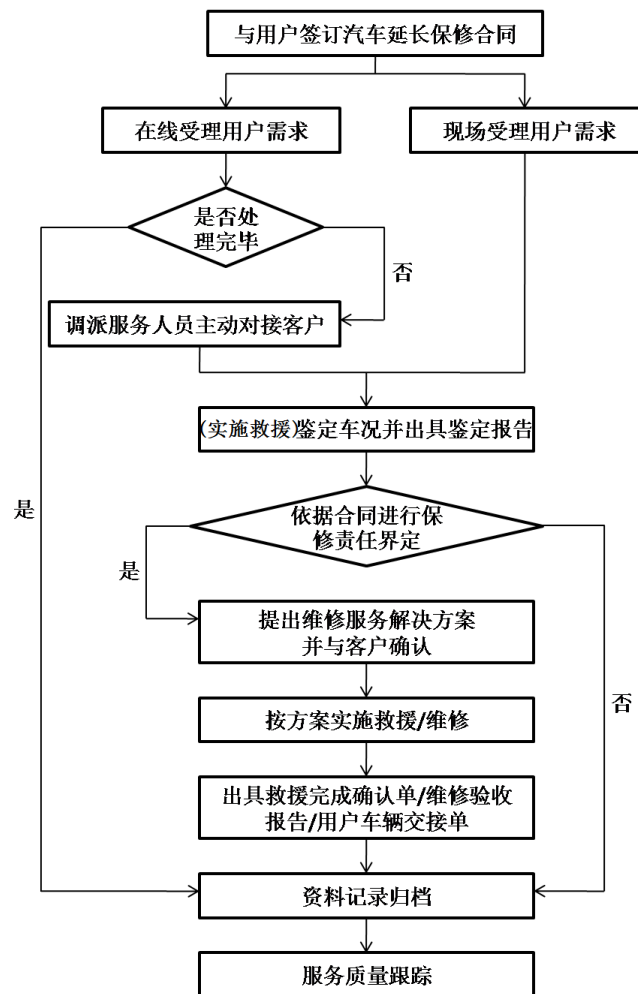 与用户签订汽车延长保修合同
在线受理用户需求
现场受理用户需求
是否处
理完毕
否
调派服务人员主动对接客户
(实施救援)鉴定车况并出具鉴定报告
是
依据合同进行保
修责任界定
是
提出维修服务解决方案
并与客户确认
否
按方案实施救援/维修
出具救援完成确认单/维修验收
报告/用户车辆交接单
资料记录归档
服务质量跟踪